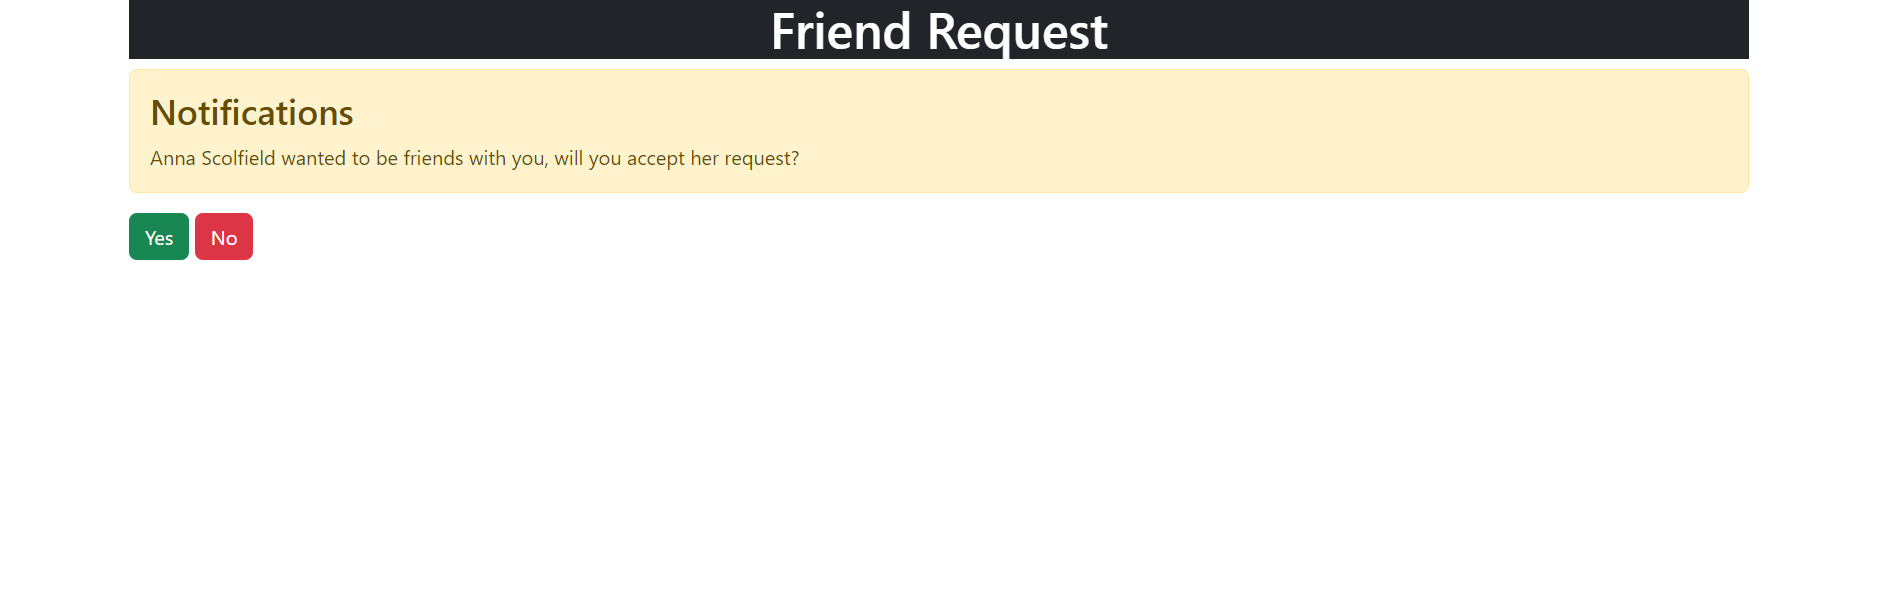 Friend Request
Notifications
Anna Scolfield wanted to be friends with you, will you accept her request?
Yes No